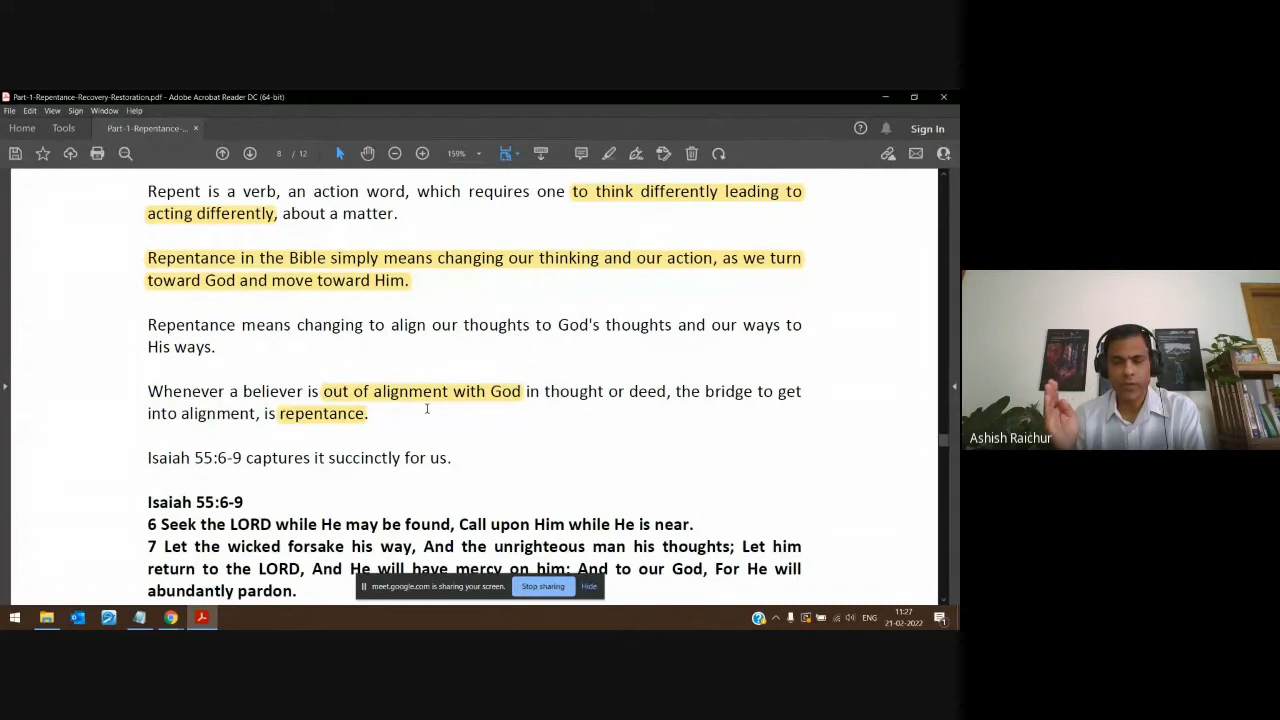 Part-1-Repentance-Recovery-Restoration.pdf - Adobe Acrobat Reader DC (64-bit)
File Edit View Sign Window Help
Home Tools Part-1-Repentance-... × Sign In
8 / 12 159%
Repent is a verb, an action word, which requires one to think differently leading to
acting differently, about a matter.
Repentance in the Bible simply means changing our thinking and our action, as we turn
toward God and move toward Him.
Repentance means changing to align our thoughts to God's thoughts and our ways to
His ways.
Whenever a believer is out of alignment with God in thought or deed, the bridge to get
into alignment, is repentance.
Isaiah 55:6-9 captures it succinctly for us.
Isaiah 55:6-9
6 Seek the LORD while He may be found, Call upon Him while He is near.
7 Let the wicked forsake his way, And the unrighteous man his thoughts; Let him
return to the LORD, And He will have mercy on him; And to our God, For He will
abundantly pardon.
meet.google.com is sharing your screen. Stop sharing Hide
ENG 11:27
21-02-2022
Ashish Raichur